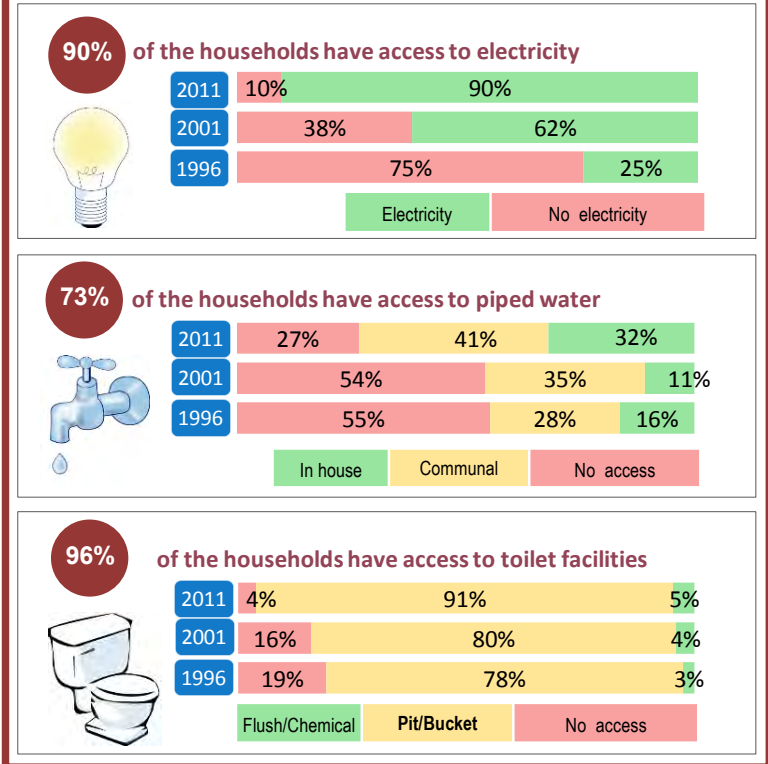 90% of the households have access to electricity
2011 10% 90%
2001 38% 62%
1996 75% 25%
Electricity No electricity
73% of the households have access to piped water
2011 27% 41% 32%
2001 54% 35% 11%
1996 55% 28% 16%
In house Communal No access
96% of the households have access to toilet facilities
2011 4% 91% 5%
2001 16% 80% 4%
1996 19% 78% 3%
Flush/Chemical Pit/Bucket No access